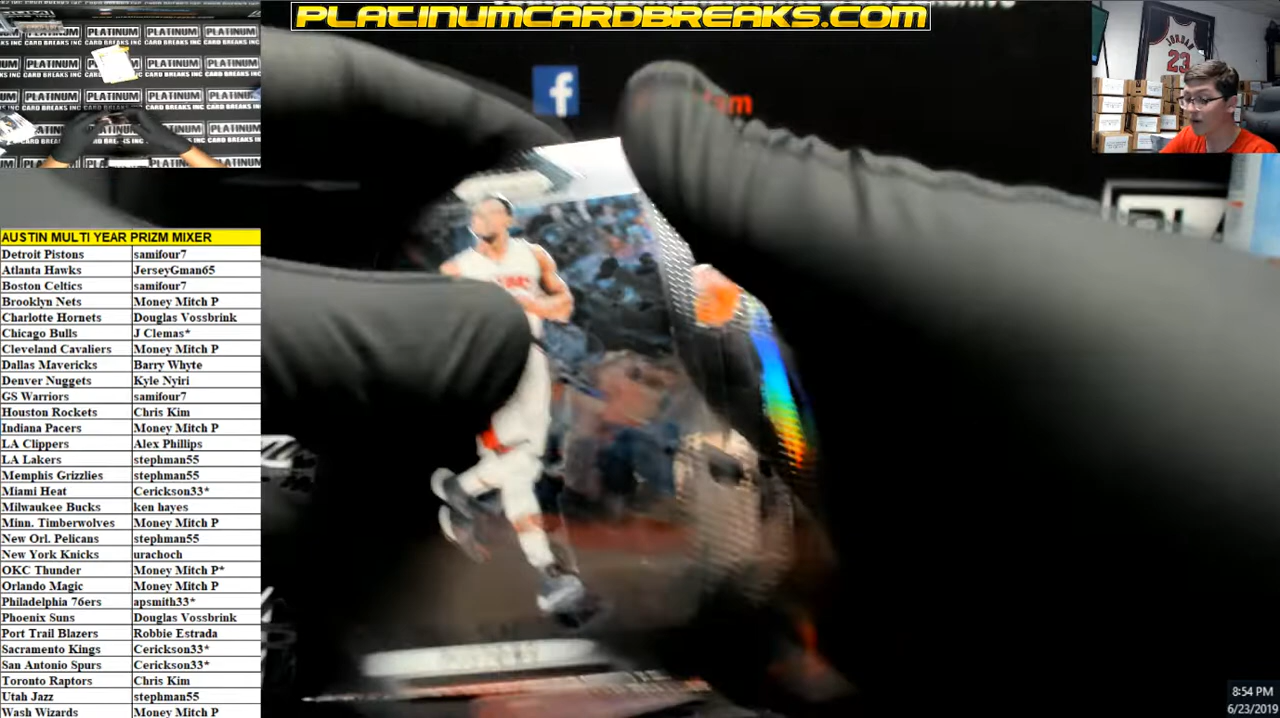 PLATINUMCARDBREAKS.COM
PLATINUM
CARD BREAKS INC
JORDAN
23
AUSTIN MULTI YEAR PRIZM MIXER
Detroit Pistons samifour7
Atlanta Hawks JerseyGman65
Boston Celtics samifour7
Brooklyn Nets Money Mitch P
Charlotte Hornets Douglas Vossbrink
Chicago Bulls J Clemas*
Cleveland Cavaliers Money Mitch P
Dallas Mavericks Barry Whyte
Denver Nuggets Kyle Nyiri
GS Warriors samifour7
Houston Rockets Chris Kim
Indiana Pacers Money Mitch P
LA Clippers Alex Phillips
LA Lakers stephman55
Memphis Grizzlies stephman55
Miami Heat Cerickson33*
Milwaukee Bucks ken hayes
Minn. Timberwolves Money Mitch P
New Orl. Pelicans stephman55
New York Knicks urachoch
OKC Thunder Money Mitch P*
Orlando Magic Money Mitch P
Philadelphia 76ers apsmith33*
Phoenix Suns Douglas Vossbrink
Port Trail Blazers Robbie Estrada
Sacramento Kings Cerickson33*
San Antonio Spurs Cerickson33*
Toronto Raptors Chris Kim
Utah Jazz stephman55
Wash Wizards Money Mitch P
8:54 PM
6/23/2019